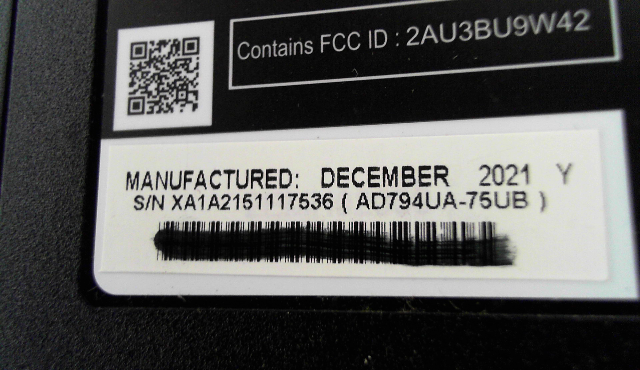 Contains FCC ID : 2AU3BU9W42
MANUFACTURED: DECEMBER 2021 Y
S/N XA1A2151117536 ( AD794UA-75UB )